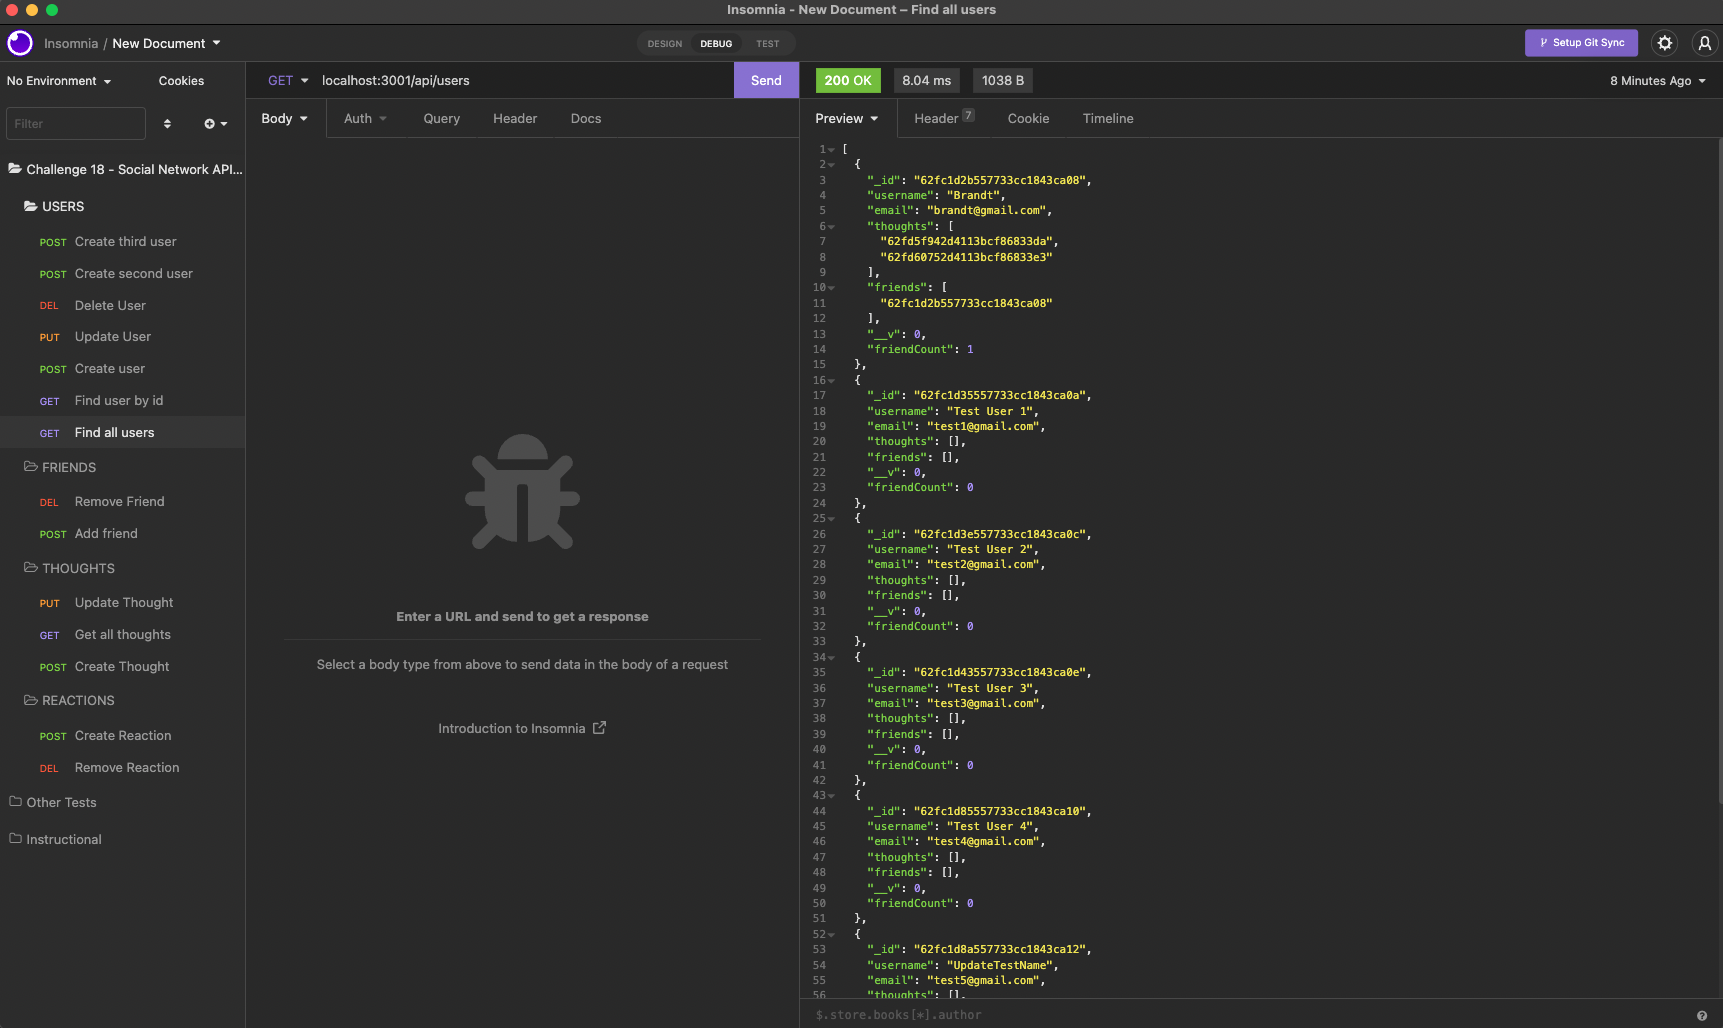 Insomnia - New Document – Find all users
Insomnia / New Document
DESIGN DEBUG TEST
Setup Git Sync
No Environment Cookies
Filter
Challenge 18 - Social Network API...
USERS
POST Create third user
POST Create second user
DEL Delete User
PUT Update User
POST Create user
GET Find user by id
GET Find all users
FRIENDS
DEL Remove Friend
POST Add friend
THOUGHTS
PUT Update Thought
GET Get all thoughts
POST Create Thought
REACTIONS
POST Create Reaction
DEL Remove Reaction
Other Tests
Instructional
GET localhost:3001/api/users Send
Body Auth Query Header Docs
Enter a URL and send to get a response
Select a body type from above to send data in the body of a request
Introduction to Insomnia
200 OK 8.04 ms 1038 B 8 Minutes Ago
Preview Header 7 Cookie Timeline
1 [
2 {
3 "_id": "62fc1d2b557733cc1843ca08",
4 "username": "Brandt",
5 "email": "brandt@gmail.com",
6 "thoughts": [
7 "62fd5f942d4113bcf86833da",
8 "62fd60752d4113bcf86833e3"
9 ],
10 "friends": [
11 "62fc1d2b557733cc1843ca08"
12 ],
13 "__v": 0,
14 "friendCount": 1
15 },
16 {
17 "_id": "62fc1d35557733cc1843ca0a",
18 "username": "Test User 1",
19 "email": "test1@gmail.com",
20 "thoughts": [],
21 "friends": [],
22 "__v": 0,
23 "friendCount": 0
24 },
25 {
26 "_id": "62fc1d3e557733cc1843ca0c",
27 "username": "Test User 2",
28 "email": "test2@gmail.com",
29 "thoughts": [],
30 "friends": [],
31 "__v": 0,
32 "friendCount": 0
33 },
34 {
35 "_id": "62fc1d43557733cc1843ca0e",
36 "username": "Test User 3",
37 "email": "test3@gmail.com",
38 "thoughts": [],
39 "friends": [],
40 "__v": 0,
41 "friendCount": 0
42 },
43 {
44 "_id": "62fc1d85557733cc1843ca10",
45 "username": "Test User 4",
46 "email": "test4@gmail.com",
47 "thoughts": [],
48 "friends": [],
49 "__v": 0,
50 "friendCount": 0
51 },
52 {
53 "_id": "62fc1d8a557733cc1843ca12",
54 "username": "UpdateTestName",
55 "email": "test5@gmail.com",
56 "thoughts": [],
$.store.books[*].author